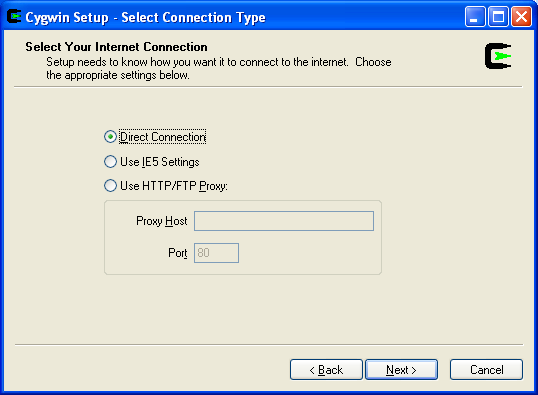 Cygwin Setup - Select Connection Type
Select Your Internet Connection
Setup needs to know how you want it to connect to the internet.  Choose
the appropriate settings below.
Direct Connection
Use IE5 Settings
Use HTTP/FTP Proxy:
Proxy Host
Port 80
< Back Next > Cancel